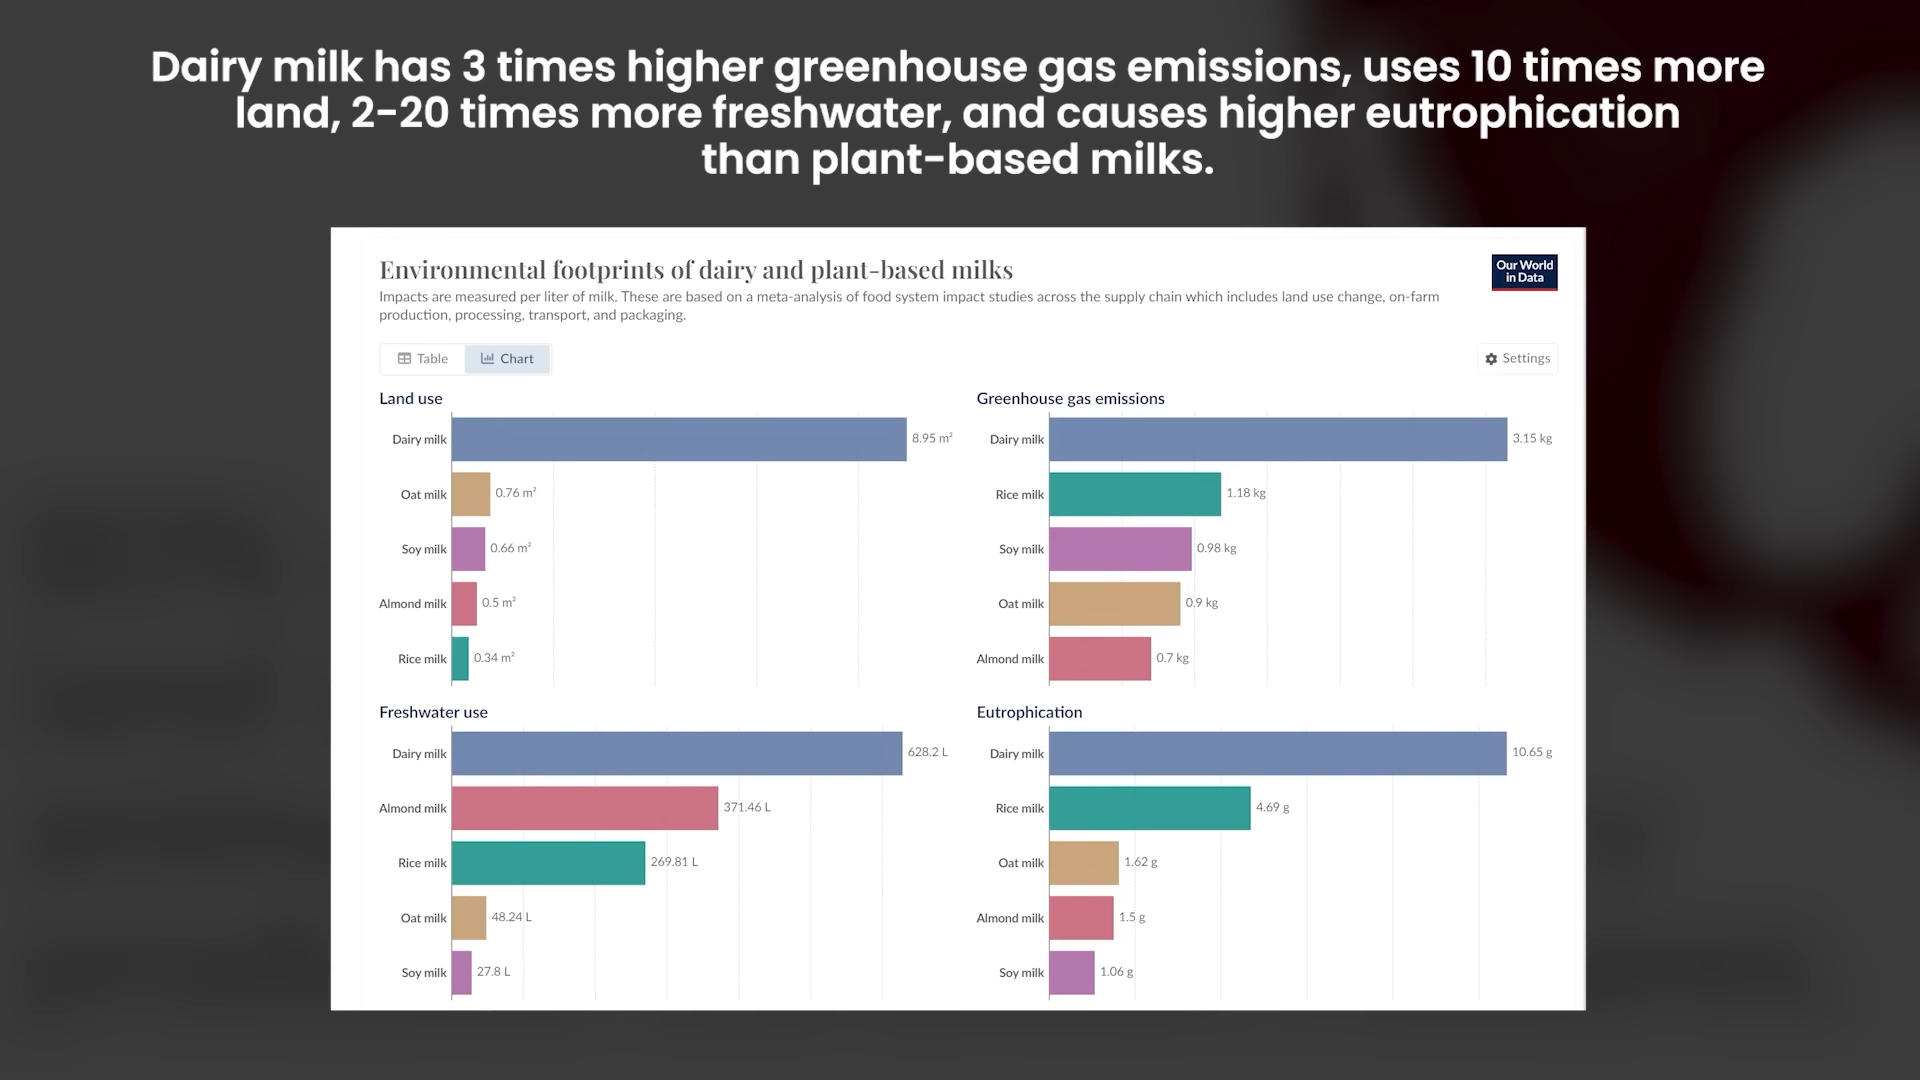 Dairy milk has 3 times higher greenhouse gas emissions, uses 10 times more
land, 2-20 times more freshwater, and causes higher eutrophication
than plant-based milks.
Environmental footprints of dairy and plant-based milks
Our World
in Data
Impacts are measured per liter of milk. These are based on a meta-analysis of food system impact studies across the supply chain which includes land use change, on-farm
production, processing, transport, and packaging.
Table
Chart
Settings
Land use
Dairy milk 8.95 m²
Oat milk 0.76 m²
Soy milk 0.66 m²
Almond milk 0.5 m²
Rice milk 0.34 m²
Greenhouse gas emissions
Dairy milk 3.15 kg
Rice milk 1.18 kg
Soy milk 0.98 kg
Oat milk 0.9 kg
Almond milk 0.7 kg
Freshwater use
Dairy milk 628.2 L
Almond milk 371.46 L
Rice milk 269.81 L
Oat milk 48.24 L
Soy milk 27.8 L
Eutrophication
Dairy milk 10.65 g
Rice milk 4.69 g
Oat milk 1.62 g
Almond milk 1.5 g
Soy milk 1.06 g